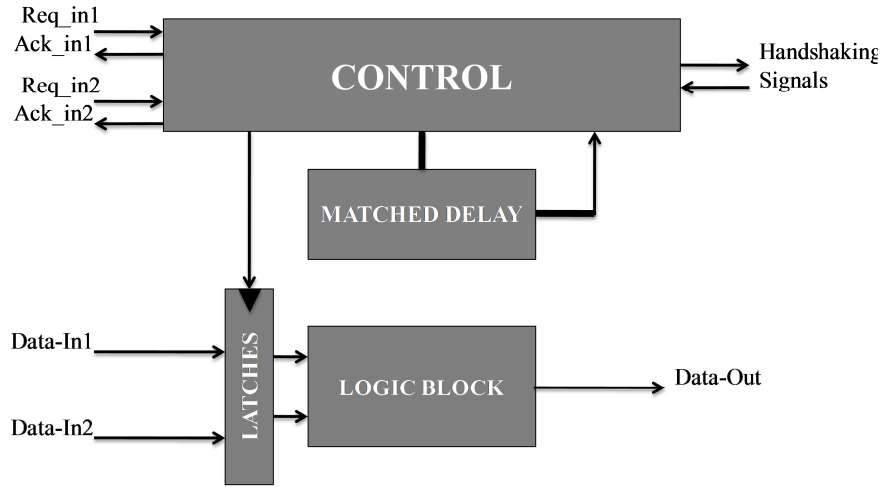 Req_in1
Ack_in1
Req_in2
Ack_in2
CONTROL
Handshaking
Signals
MATCHED DELAY
Data-In1
Data-In2
LATCHES
LOGIC BLOCK
Data-Out